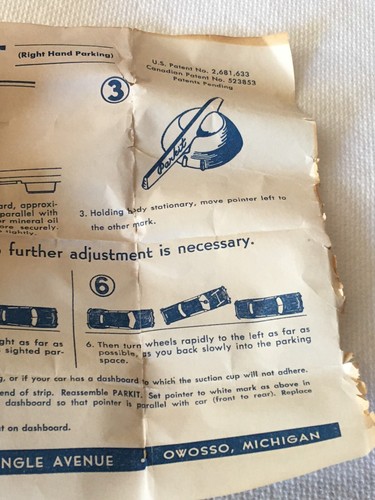 (Right Hand Parking)
U.S. Patent No. 2,681,633
Canadian Patent No. 523853
Patents Pending
3
Parkit
ard, approxi-
parallel with
r mineral oil
ore securely.
tightly.
3. Holding body stationary, move pointer left to
the other mark.
further adjustment is necessary.
6
ght as far as
sighted par-
6. Then turn wheels rapidly to the left as far as
possible, as you back slowly into the parking
space.
g, or if your car has a dashboard to which the suction cup will not adhere.
end of strip. Reassemble PARKIT. Set pointer to white mark as above in
dashboard so that pointer is parallel with car (front to rear). Replace
t on dashboard.
NGLE AVENUE OWOSSO, MICHIGAN